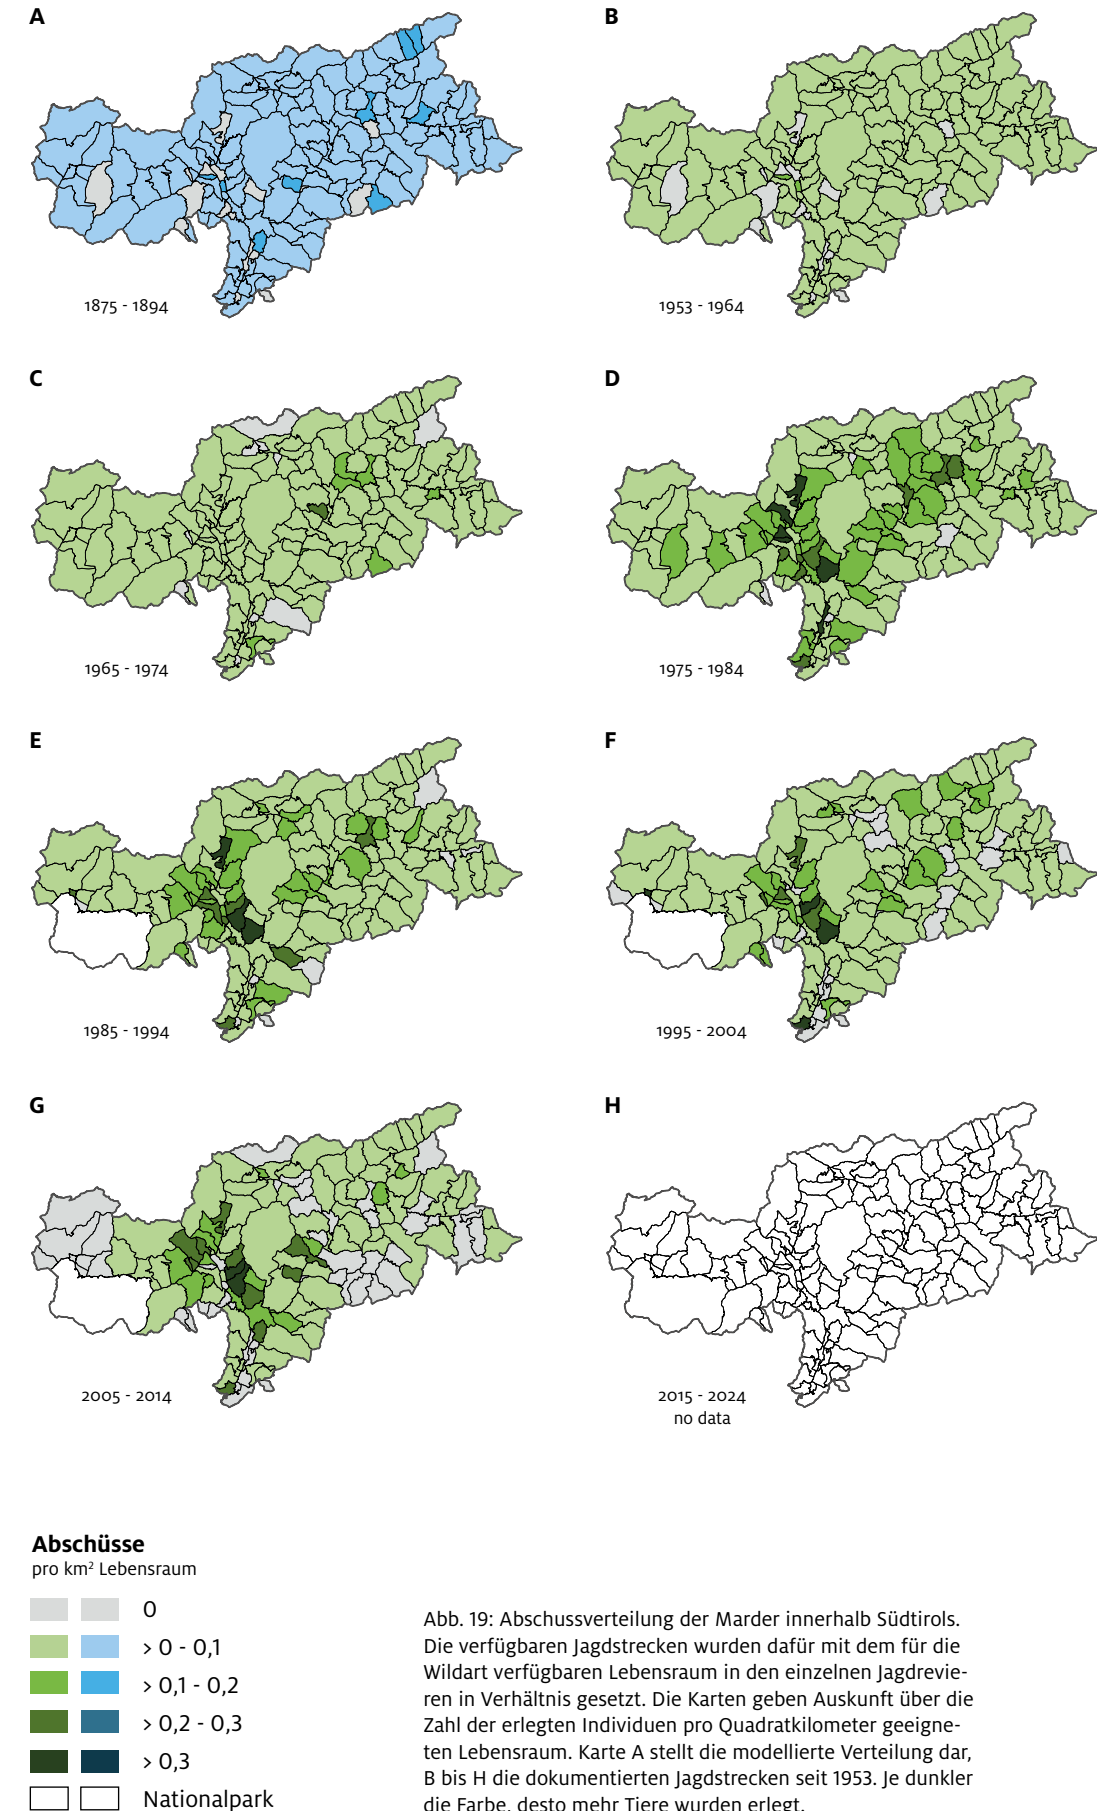 A
B
1875 - 1894
1953 - 1964
C
D
1965 - 1974
1975 - 1984
E
F
1985 - 1994
1995 - 2004
G
H
2005 - 2014
2015 - 2024
no data
Abschüsse
pro km² Lebensraum
0
> 0 - 0,1
> 0,1 - 0,2
> 0,2 - 0,3
> 0,3
Nationalpark
Abb. 19: Abschussverteilung der Marder innerhalb Südtirols.
Die verfügbaren Jagdstrecken wurden dafür mit dem für die
Wildart verfügbaren Lebensraum in den einzelnen Jagdrevie-
ren in Verhältnis gesetzt. Die Karten geben Auskunft über die
Zahl der erlegten Individuen pro Quadratkilometer geeigne-
ten Lebensraum. Karte A stellt die modellierte Verteilung dar,
B bis H die dokumentierten Jagdstrecken seit 1953. Je dunkler
die Farbe, desto mehr Tiere wurden erlegt.